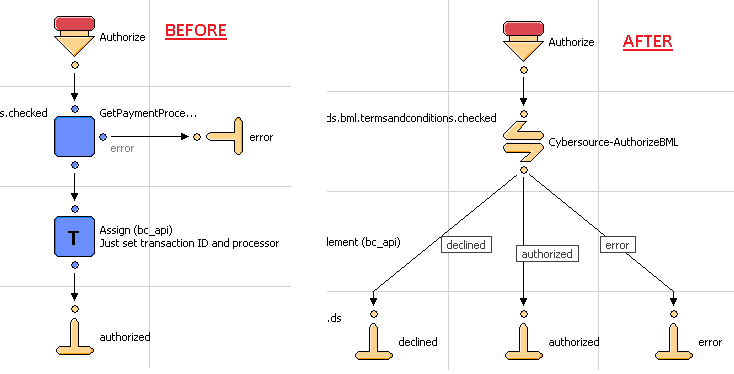 Authorize
BEFORE
s.checked
GetPaymentProce...
error
error
Assign (bc_api)
Just set transaction ID and processor
T
authorized
Authorize
AFTER
ds.bml.termsandconditions.checked
Cybersource-AuthorizeBML
lement (bc_api)
declined
authorized
error
.ds
declined
authorized
error